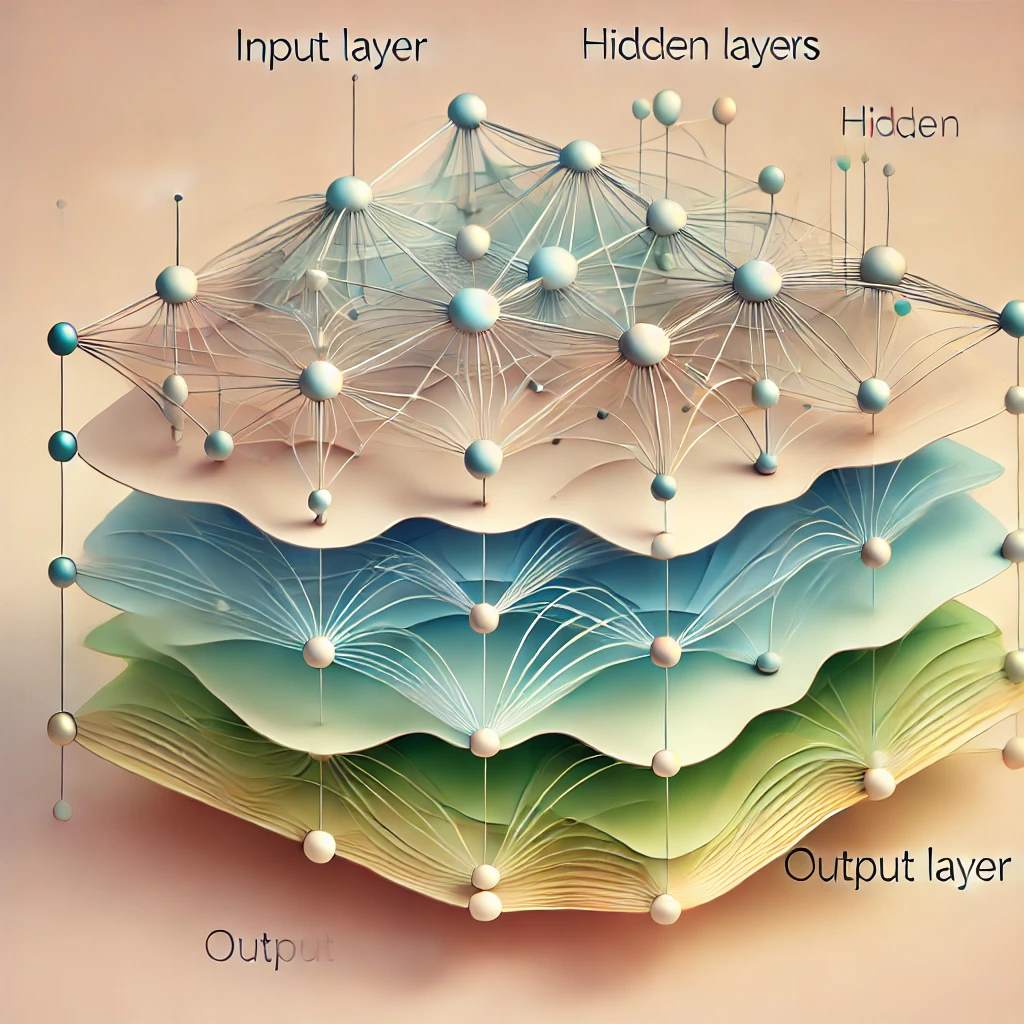 Input layer
Hidden layers
Hidden
Output layer
Output